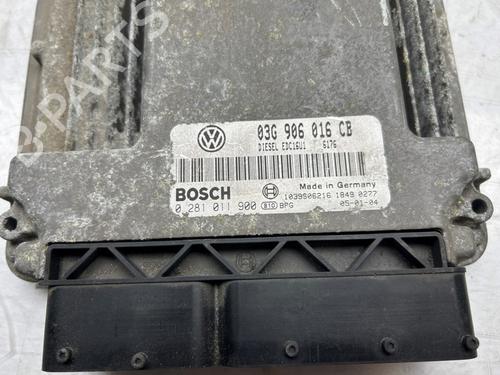 03G 906 016 CB
DIESEL EDC16U1 6176
BOSCH
Made in Germany
1039S06216 1849 0277
0 281 011 900 BPG 05-01-04
PARTS